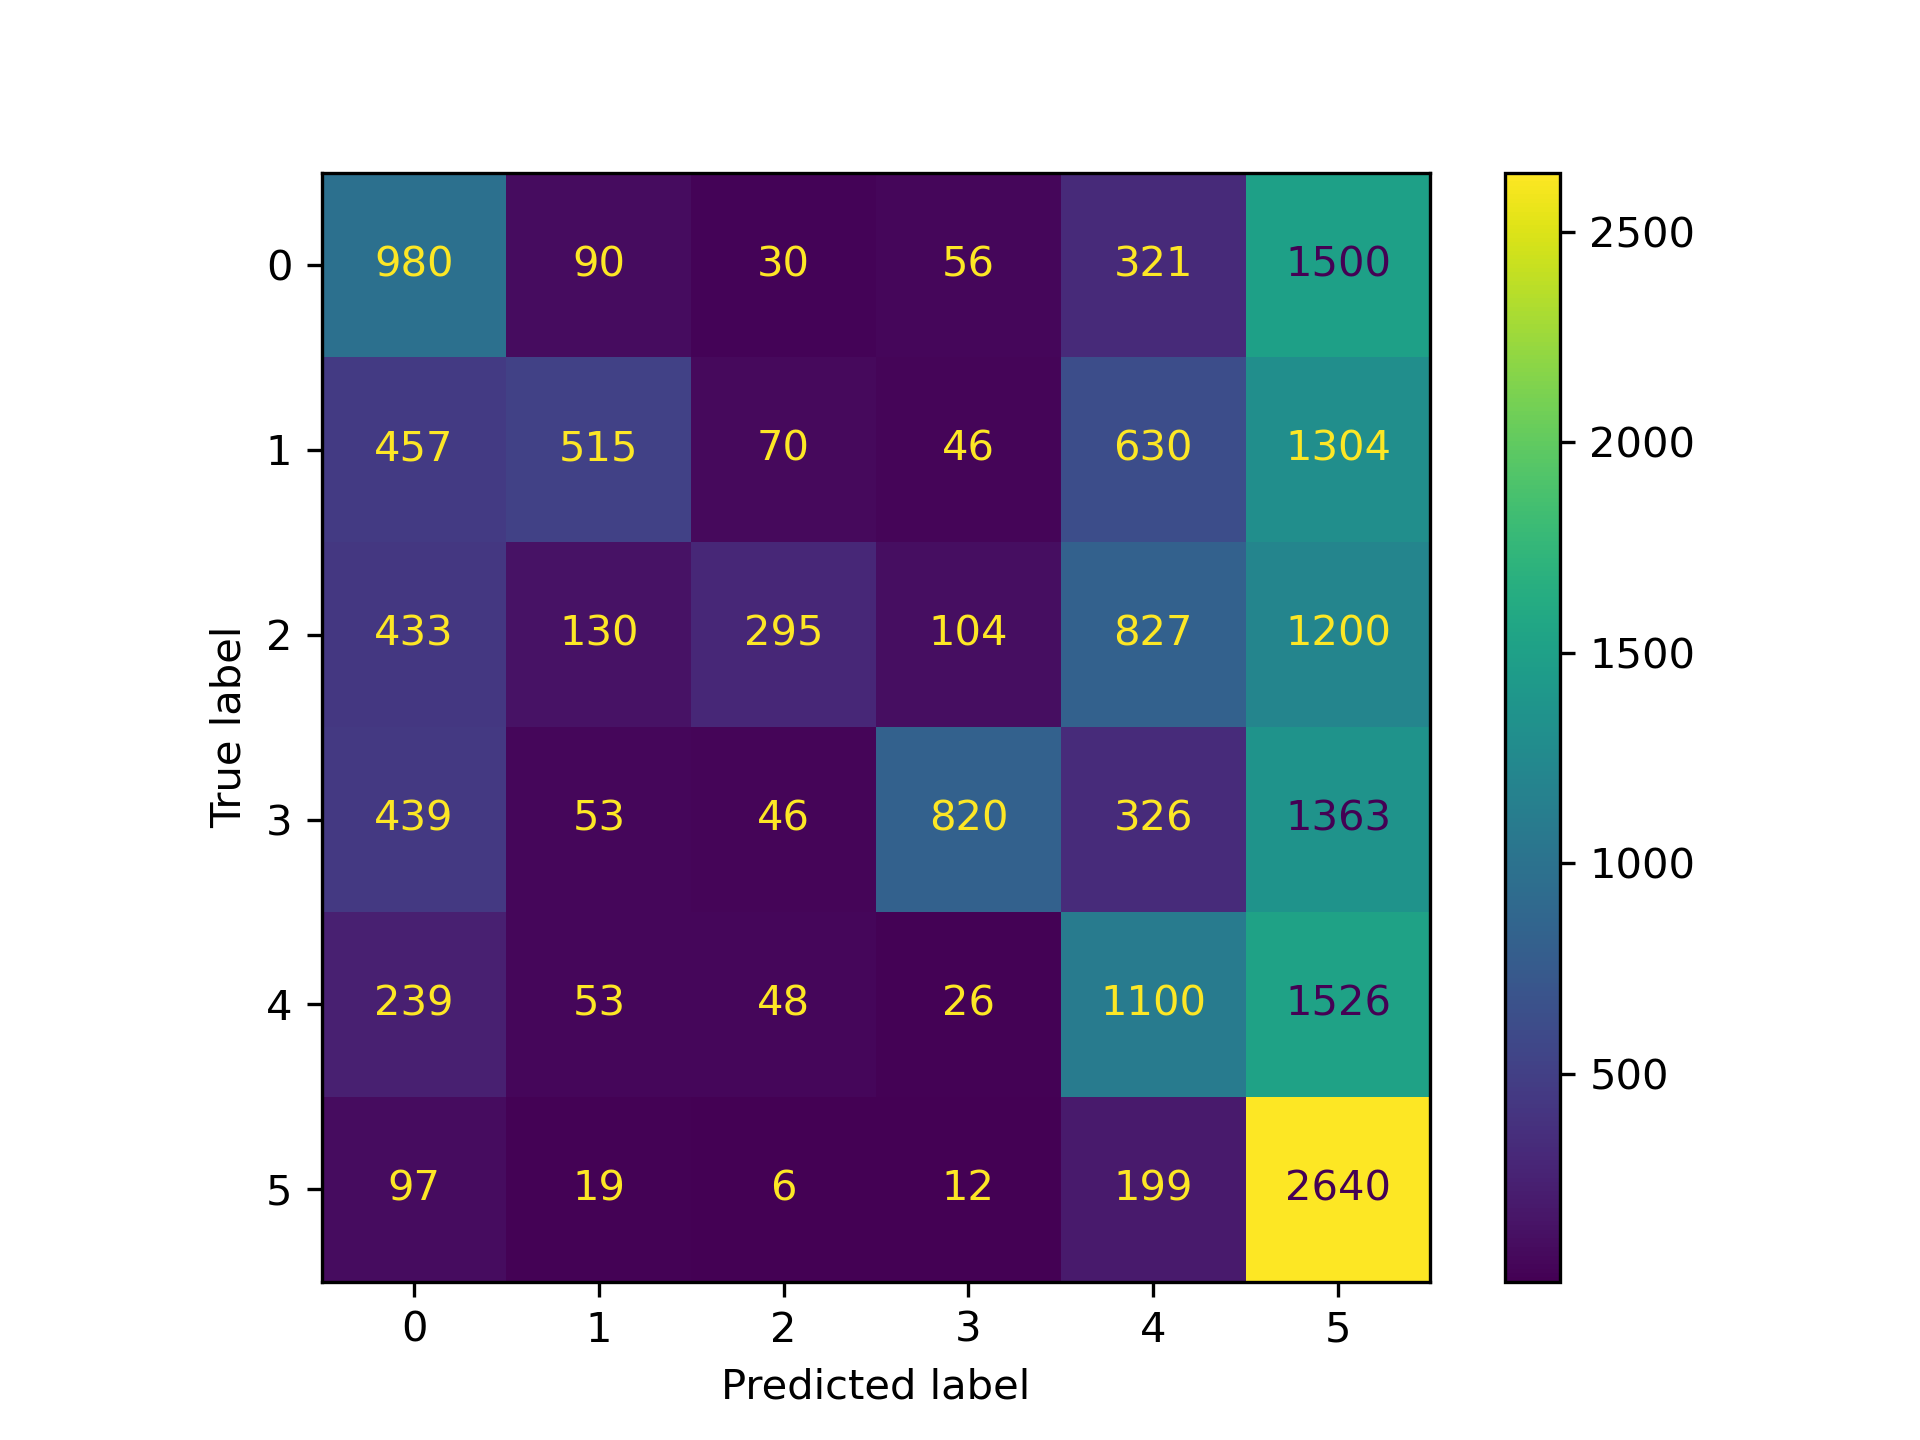 0 980 90 30 56 321 1500
1 457 515 70 46 630 1304
2 433 130 295 104 827 1200
3 439 53 46 820 326 1363
4 239 53 48 26 1100 1526
5 97 19 6 12 199 2640
0 1 2 3 4 5
Predicted label
True label
2500
2000
1500
1000
500